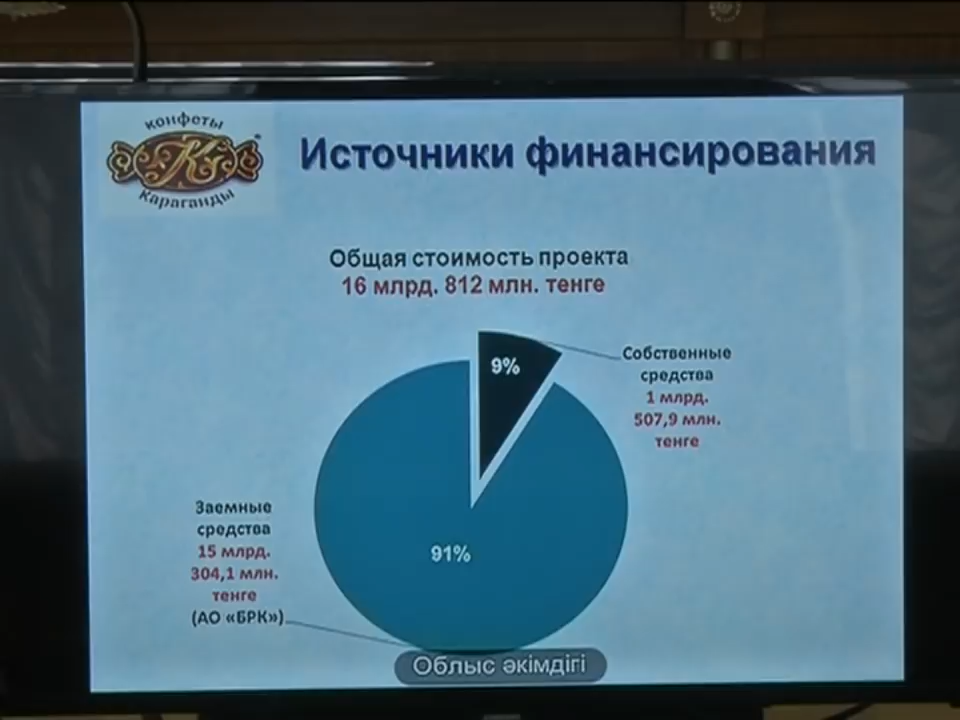 конфеты
К
Караганды
Источники финансирования
Общая стоимость проекта
16 млрд. 812 млн. тенге
9%
Собственные
средства
1 млрд.
507,9 млн.
тенге
Заемные
средства
15 млрд.
304,1 млн.
тенге
(АО «БРК»)
91%
Облыс әкімдігі